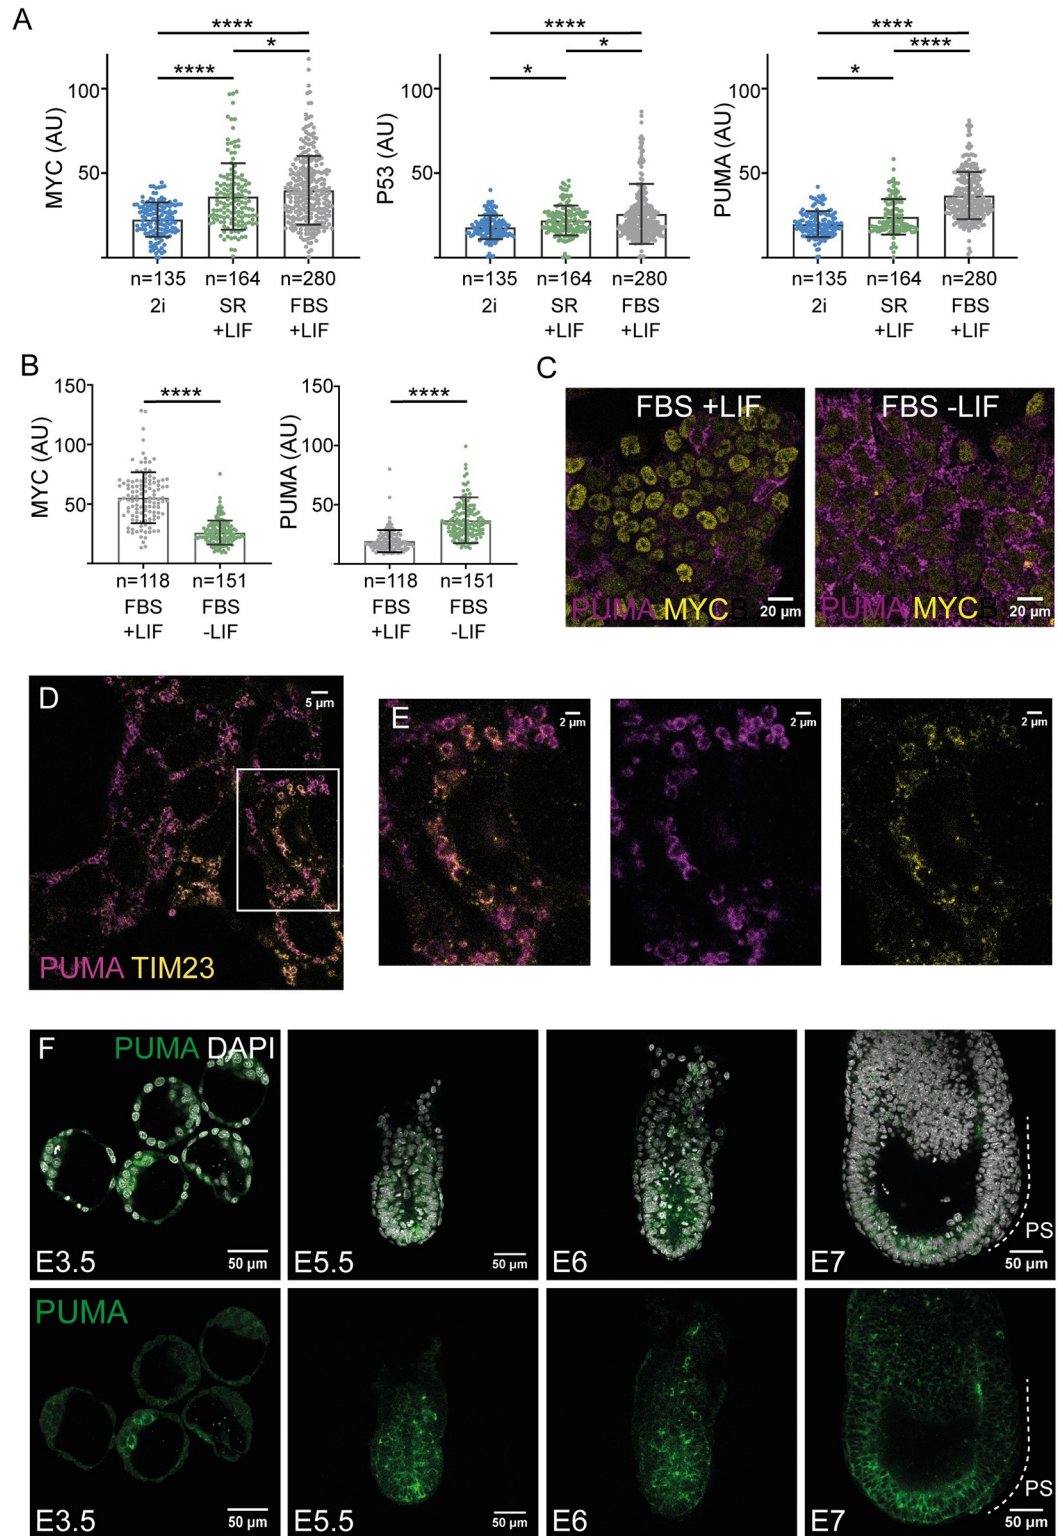 A
****
*
****
100
50
MYC (AU)
n=135
n=164
n=280
2i
SR
FBS
+LIF
+LIF
****
*
*
100
50
P53 (AU)
n=135
n=164
n=280
2i
SR
FBS
+LIF
+LIF
****
****
*
100
50
PUMA (AU)
n=135
n=164
n=280
2i
SR
FBS
+LIF
+LIF
B
150
100
50
MYC (AU)
****
n=118
n=151
FBS
FBS
+LIF
-LIF
150
100
50
PUMA (AU)
****
n=118
n=151
FBS
FBS
+LIF
-LIF
C
FBS +LIF
PUMA MYCB
20 µm
FBS -LIF
PUMA MYCB
20 µm
D
5 µm
PUMA TIM23
E
2 µm
2 µm
2 µm
F
PUMA DAPI
E3.5
50 µm
E5.5
50 µm
E6
50 µm
PS
E7
50 µm
PUMA
E3.5
50 µm
E5.5
50 µm
E6
50 µm
PS
E7
50 µm